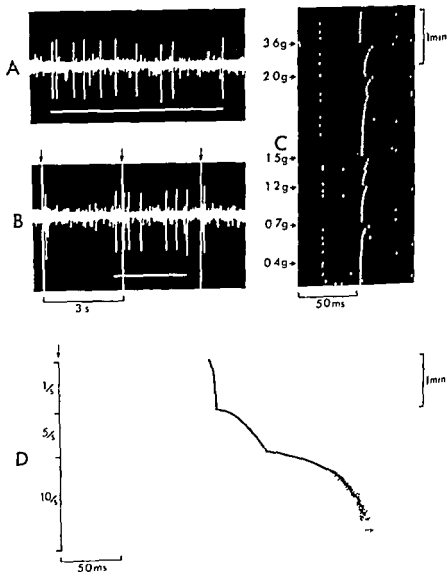 A
B
3 s
3.6g
2.0g
C
1.5g
1.2g
0.7g
0.4g
1min
50ms
D
1/s
5/s
10/s
1min
50ms